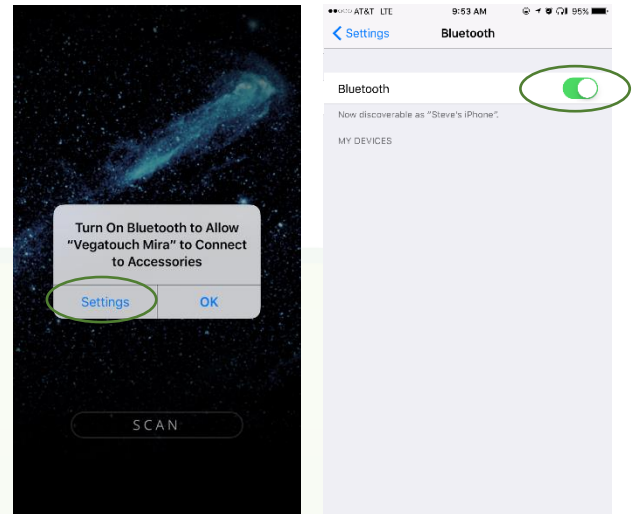 Turn On Bluetooth to Allow
“Vegatouch Mira” to Connect
to Accessories
Settings
OK
SCAN
AT&T LTE
9:53 AM
95%
Settings
Bluetooth
Bluetooth
Now discoverable as “Steve's iPhone”.
MY DEVICES